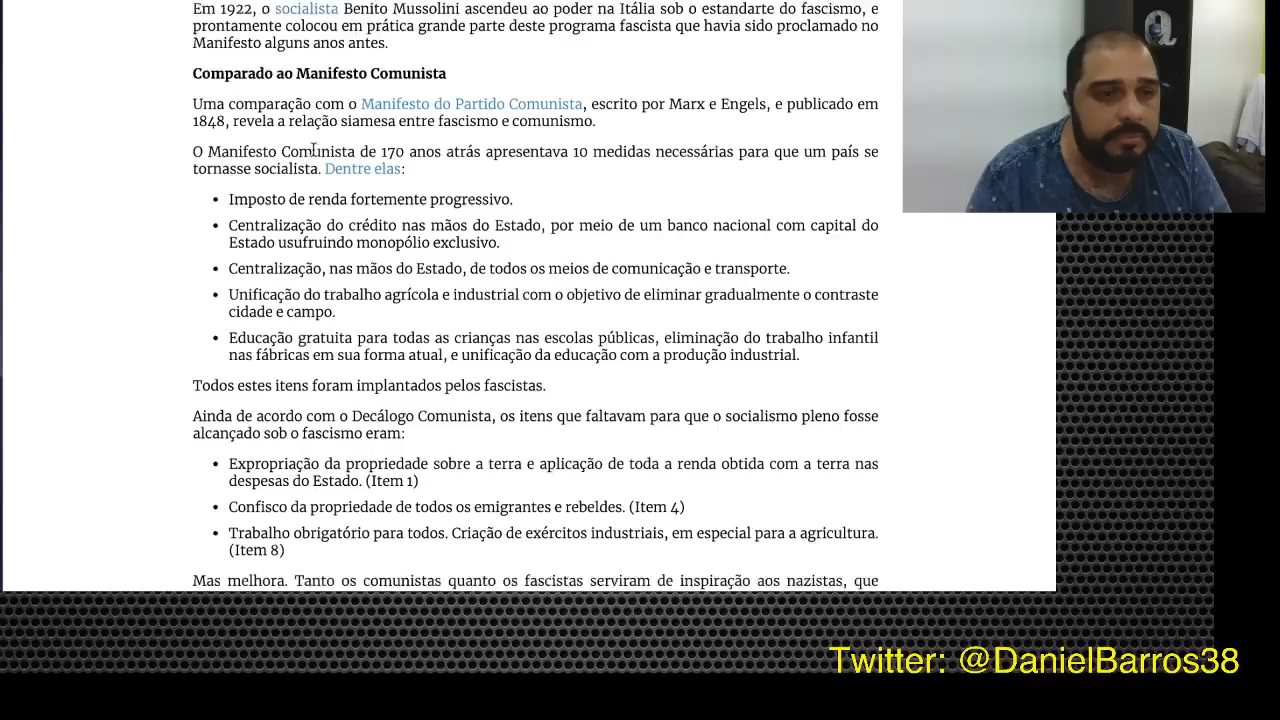 Em 1922, o socialista Benito Mussolini ascendeu ao poder na Itália sob o estandarte do fascismo, e
prontamente colocou em prática grande parte deste programa fascista que havia sido proclamado no
Manifesto alguns anos antes.
Comparado ao Manifesto Comunista
Uma comparação com o Manifesto do Partido Comunista, escrito por Marx e Engels, e publicado em
1848, revela a relação siamesa entre fascismo e comunismo.
O Manifesto Comunista de 170 anos atrás apresentava 10 medidas necessárias para que um país se
tornasse socialista. Dentre elas:
• Imposto de renda fortemente progressivo.
• Centralização do crédito nas mãos do Estado, por meio de um banco nacional com capital do
Estado usufruindo monopólio exclusivo.
• Centralização, nas mãos do Estado, de todos os meios de comunicação e transporte.
• Unificação do trabalho agrícola e industrial com o objetivo de eliminar gradualmente o contraste
cidade e campo.
• Educação gratuita para todas as crianças nas escolas públicas, eliminação do trabalho infantil
nas fábricas em sua forma atual, e unificação da educação com a produção industrial.
Todos estes itens foram implantados pelos fascistas.
Ainda de acordo com o Decálogo Comunista, os itens que faltavam para que o socialismo pleno fosse
alcançado sob o fascismo eram:
• Expropriação da propriedade sobre a terra e aplicação de toda a renda obtida com a terra nas
despesas do Estado. (Item 1)
• Confisco da propriedade de todos os emigrantes e rebeldes. (Item 4)
• Trabalho obrigatório para todos. Criação de exércitos industriais, em especial para a agricultura.
(Item 8)
Mas melhora. Tanto os comunistas quanto os fascistas serviram de inspiração aos nazistas, que
Twitter: @DanielBarros38